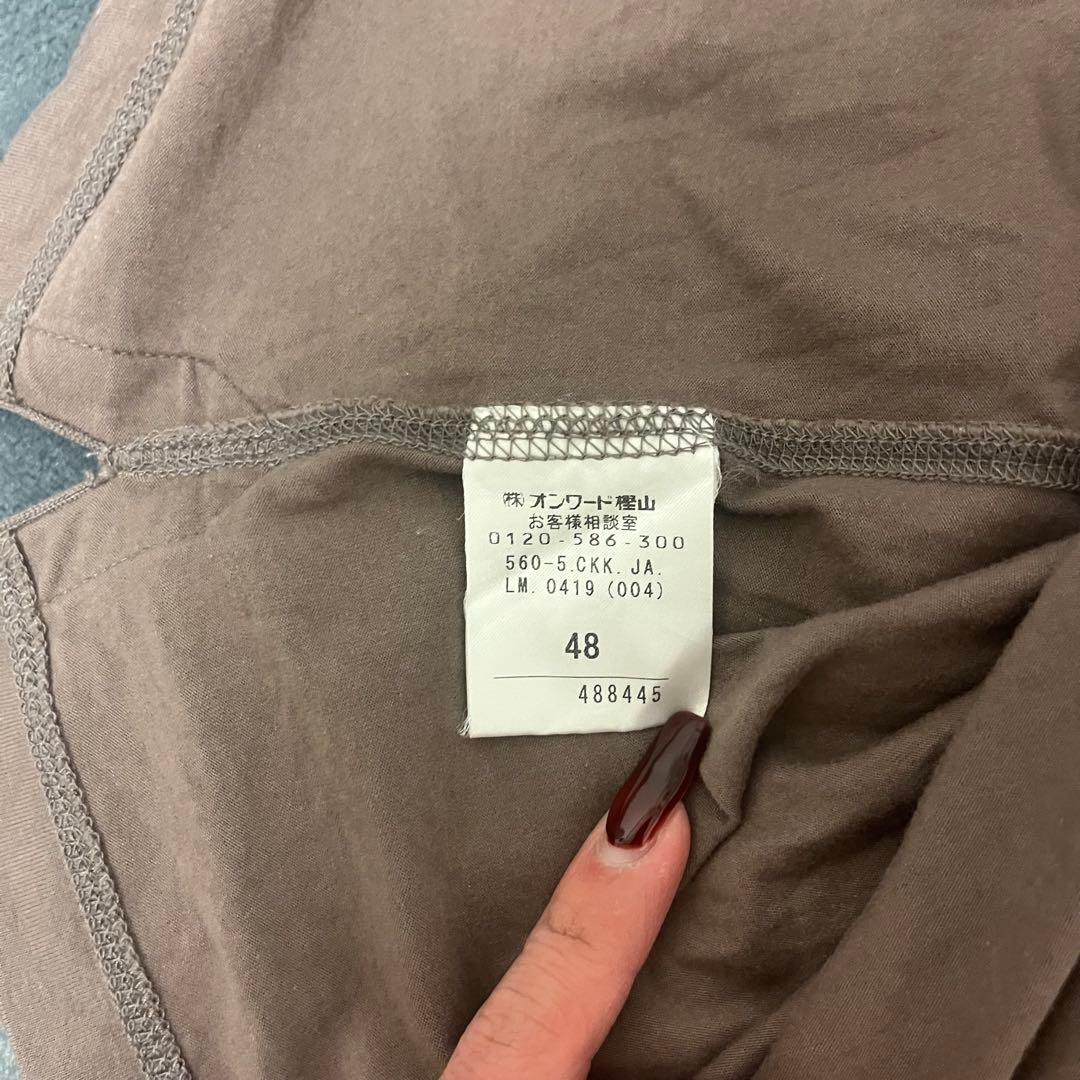 (株)オンワード樫山
お客様相談室
0120-586-300
560-5.CKK. JA.
LM. 0419 (004)
48
488445